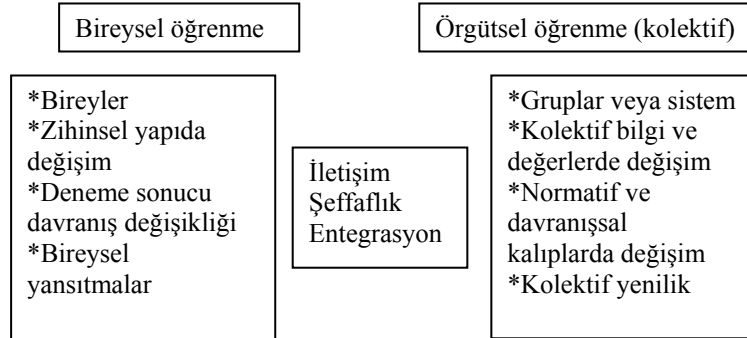 Bireysel öğrenme
Örgütsel öğrenme (kolektif)
*Bireyler
*Zihinsel yapıda
değişim
*Deneme sonucu
davranış değişikliği
*Bireysel
yansıtmalar
İletişim
Şeffaflık
Entegrasyon
*Gruplar veya sistem
*Kolektif bilgi ve
değerlerde değişim
*Normatif ve
davranışsal
kalıplarda değişim
*Kolektif yenilik